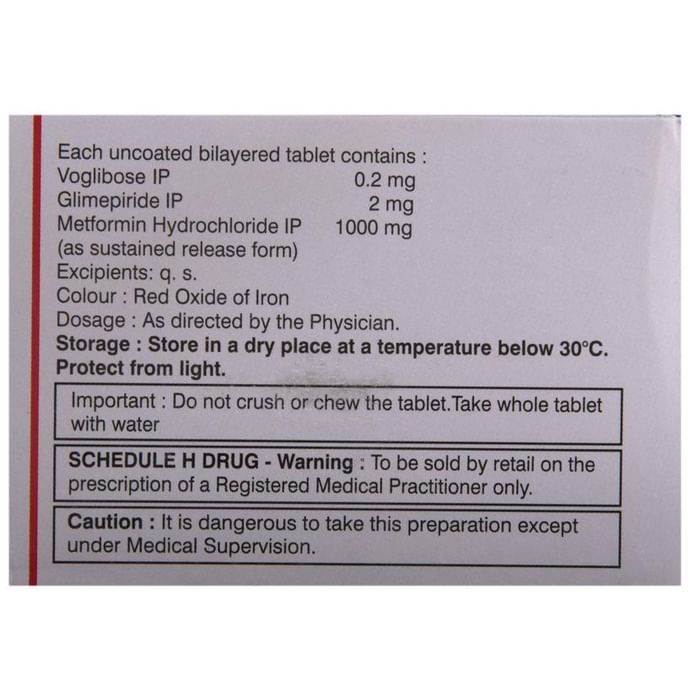 Each uncoated bilayered tablet contains :
Voglibose IP 0.2 mg
Glimepiride IP 2 mg
Metformin Hydrochloride IP 1000 mg
(as sustained release form)
Excipients: q. s.
Colour : Red Oxide of Iron
Dosage : As directed by the Physician.
Storage : Store in a dry place at a temperature below 30°C.
Protect from light.
Important : Do not crush or chew the tablet.Take whole tablet
with water
SCHEDULE H DRUG - Warning : To be sold by retail on the
prescription of a Registered Medical Practitioner only.
Caution : It is dangerous to take this preparation except
under Medical Supervision.